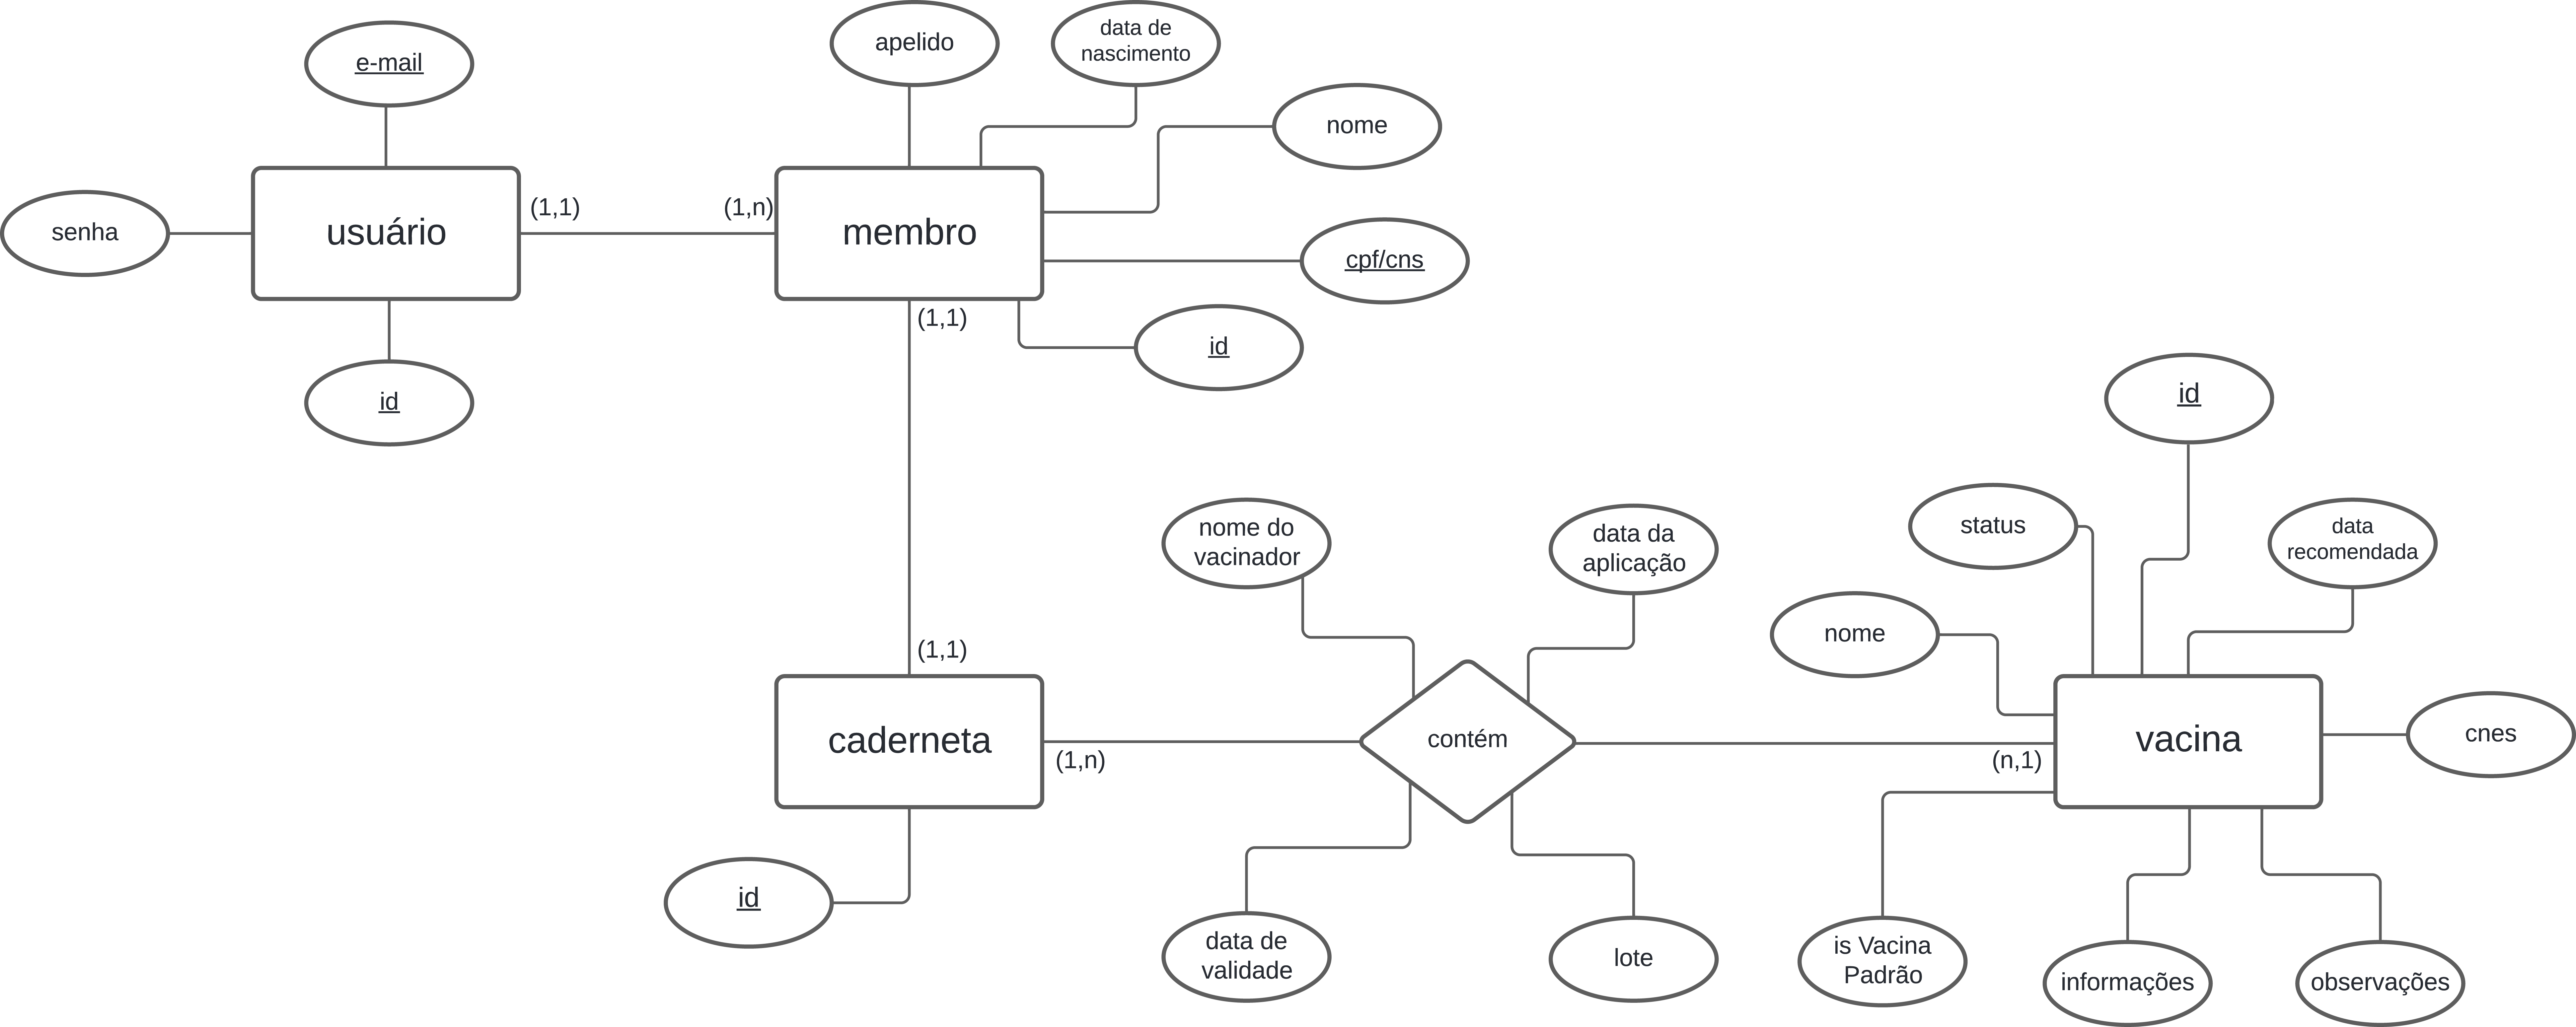 apelido
data de
nascimento
e-mail
nome
usuário
(1,1)
(1,n)
membro
senha
cpf/cns
(1,1)
id
id
id
status
data
recomendada
nome do
vacinador
data da
aplicação
nome
(1,1)
caderneta
(1,n)
contém
(n,1)
vacina
cnes
id
data de
validade
lote
is Vacina
Padrão
informações
observações